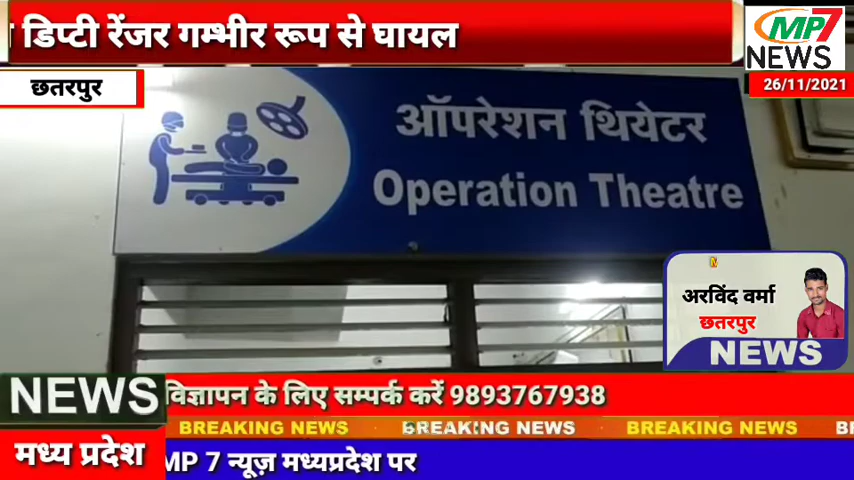 डिप्टी रेंजर गम्भीर रूप से घायल
MP7
NEWS
छतरपुर
26/11/2021
ऑपरेशन थियेटर
Operation Theatre
अरविंद वर्मा
छतरपुर
NEWS
NEWS
विज्ञापन के लिए सम्पर्क करें 9893767938
BREAKING NEWS BREAKING NEWS BREAKING NEWS
मध्य प्रदेश
MP 7 न्यूज़ मध्यप्रदेश पर